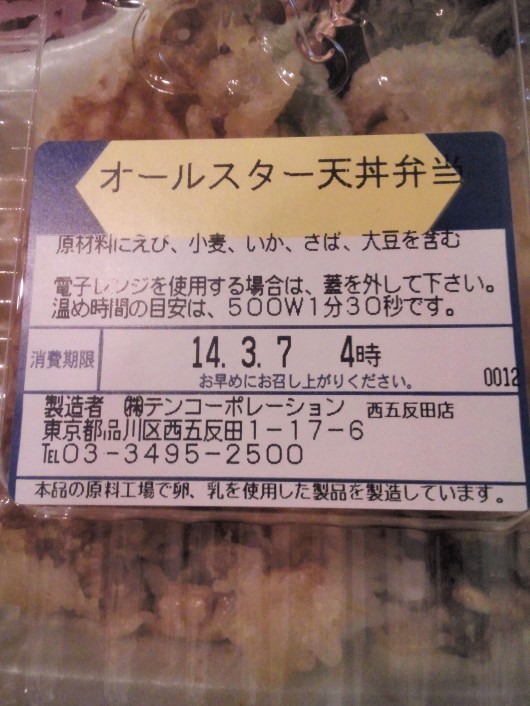 オールスター天丼弁当
原材料にえび、小麦、いか、さば、大豆を含む
電子レンジを使用する場合は、蓋を外して下さい。
温め時間の目安は、500W1分30秒です。
消費期限 14.3.7 4時
お早めにお召し上がりください。 0012
製造者 ㈱テンコーポレーション 西五反田店
東京都品川区西五反田1-17-6
℡03-3495-2500
本品の原料工場で卵、乳を使用した製品を製造しています。